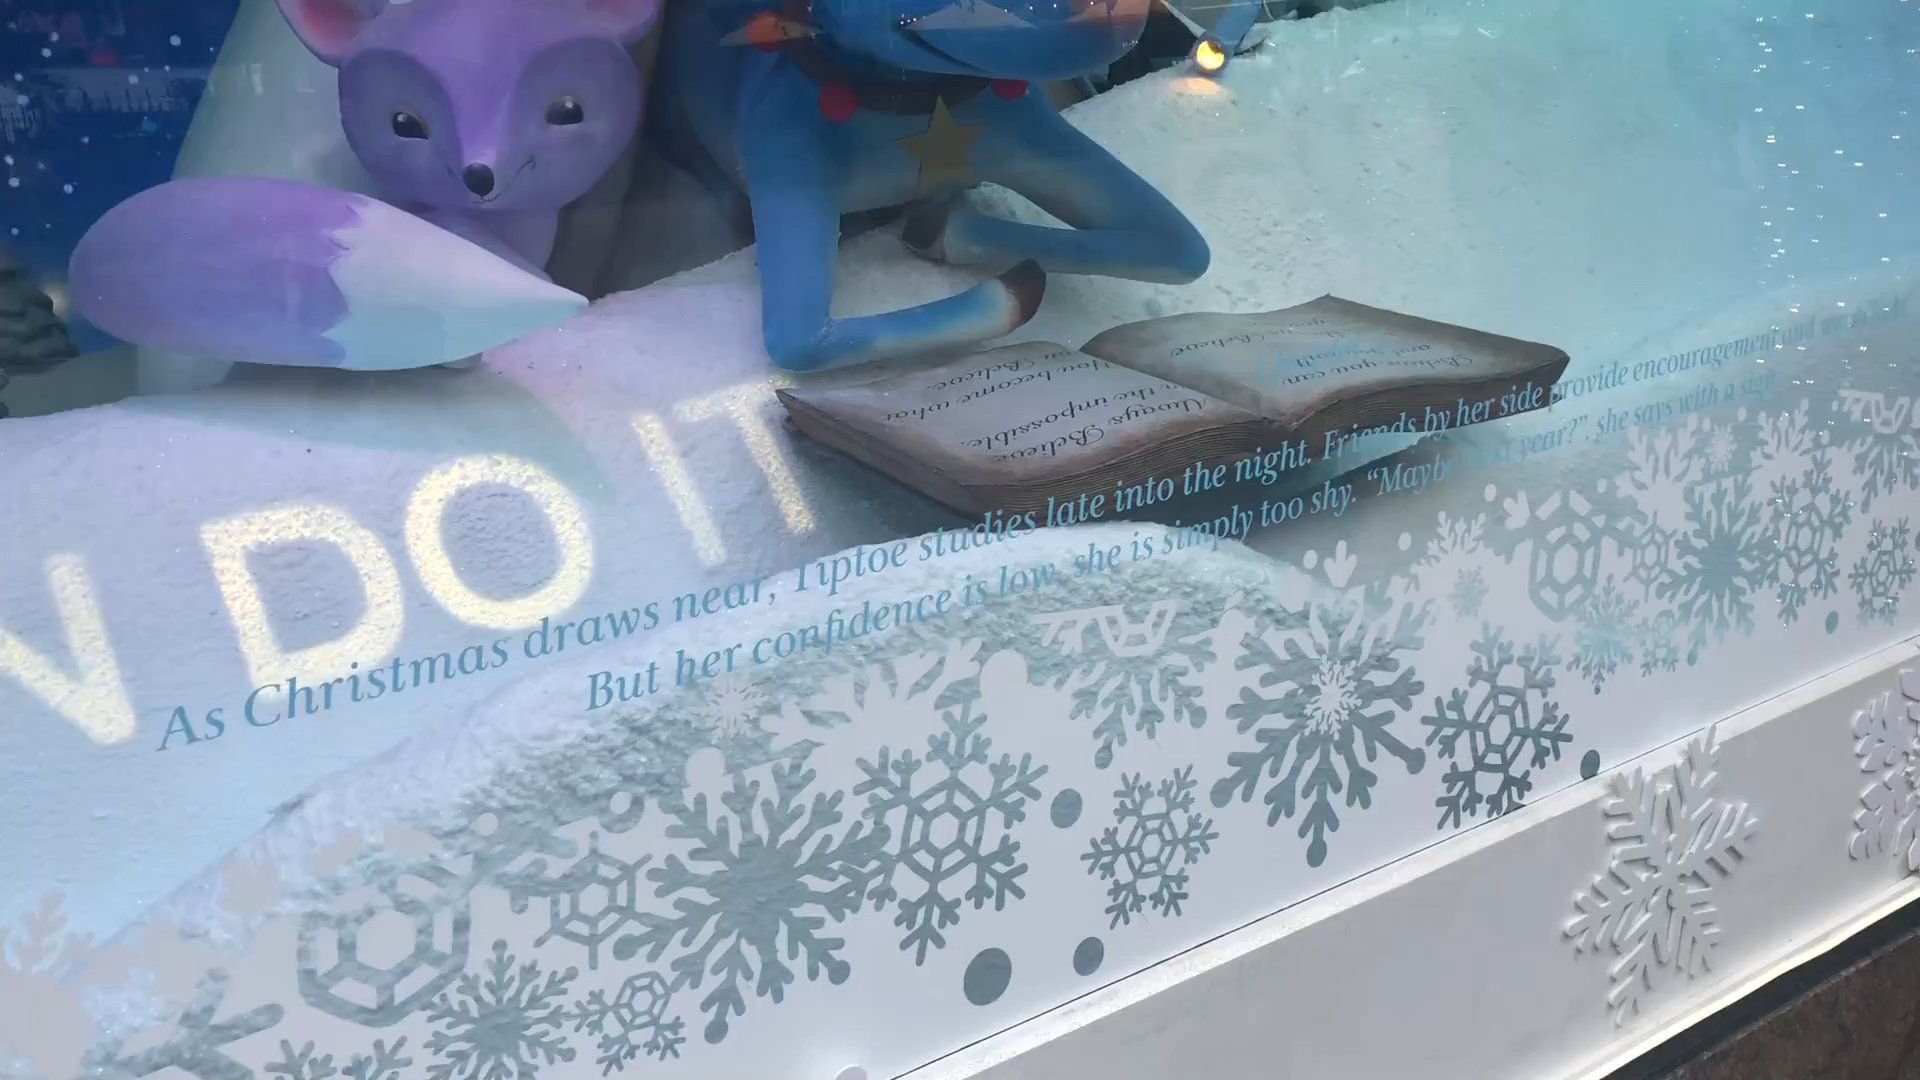 DO IT
You become what
you Believe.
Always Believe
in the impossible.
Believe you can
As Christmas draws near, Tiptoe studies late into the night. Friends by her side provide encouragement and
But her confidence is low, she is simply too shy. “Maybe next year?”, she says with a sigh